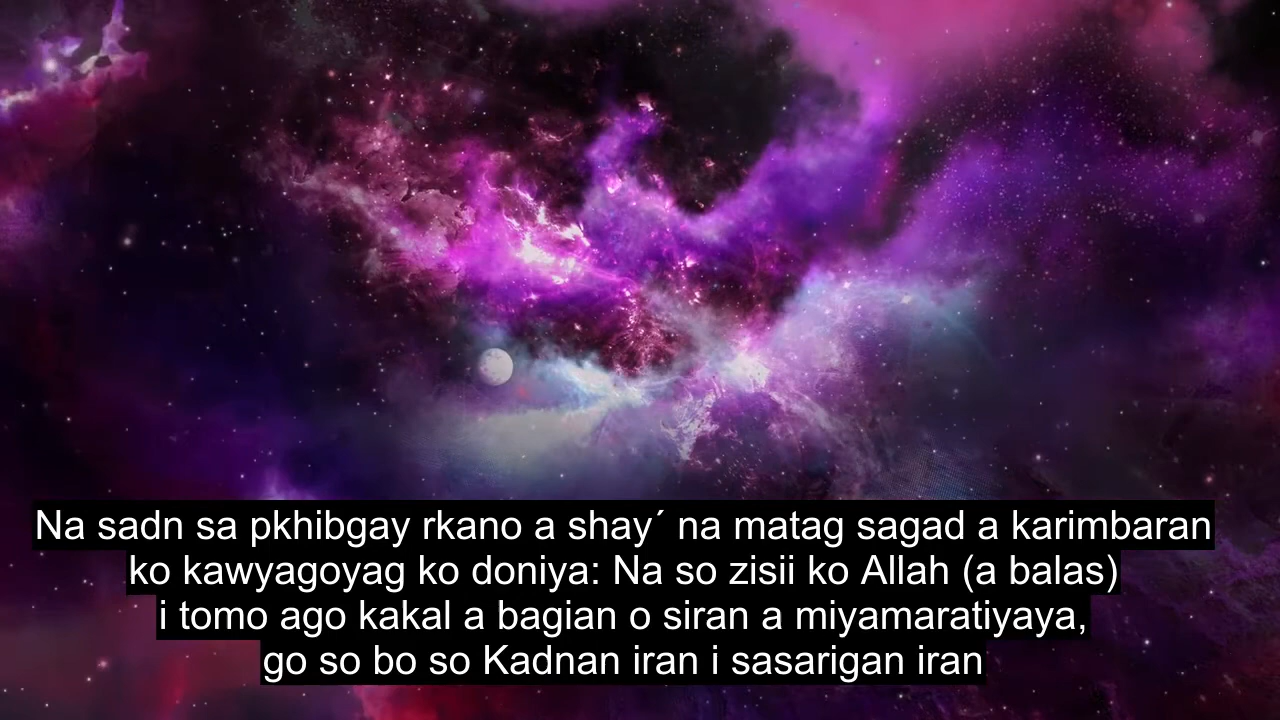 Na sadn sa pkhibgay rkano a shay´ na matag sagad a karimbaran
ko kawyagoyag ko doniya: Na so zisii ko Allah (a balas)
i tomo ago kakal a bagian o siran a miyamaratiyaya,
go so bo so Kadnan iran i sasarigan iran